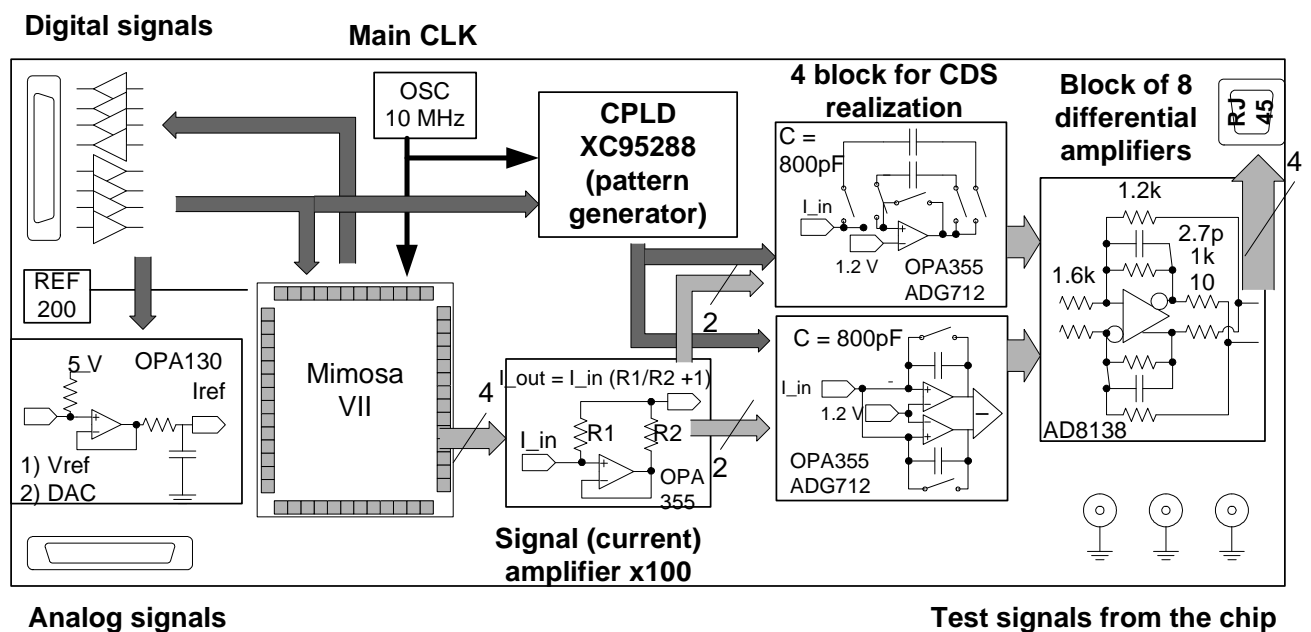 Digital signals
Main CLK
OSC
10 MHz
CPLD
XC95288
(pattern
generator)
4 block for CDS
realization
C =
800pF
I_in
1.2 V
OPA355
ADG712
Block of 8
differential
amplifiers
RJ
45
4
1.2k
2.7p
1k
10
1.6k
AD8138
REF
200
5_V
OPA130
Iref
1) Vref
2) DAC
Mimosa
VII
4
I_out = I_in (R1/R2 +1)
I_in
R1
R2
OPA
355
2
2
C = 800pF
I_in
-
1.2 V
OPA355
ADG712
Signal (current)
amplifier x100
Analog signals
Test signals from the chip